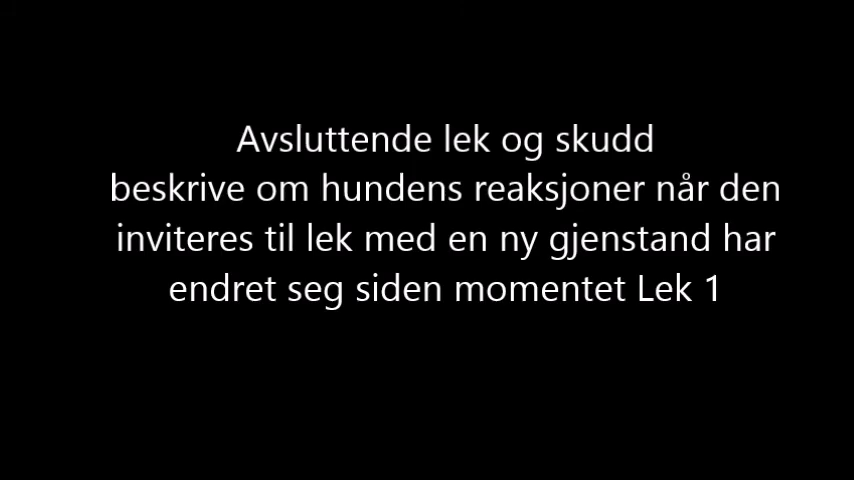 Avsluttende lek og skudd
beskrive om hundens reaksjoner når den
inviteres til lek med en ny gjenstand har
endret seg siden momentet Lek 1